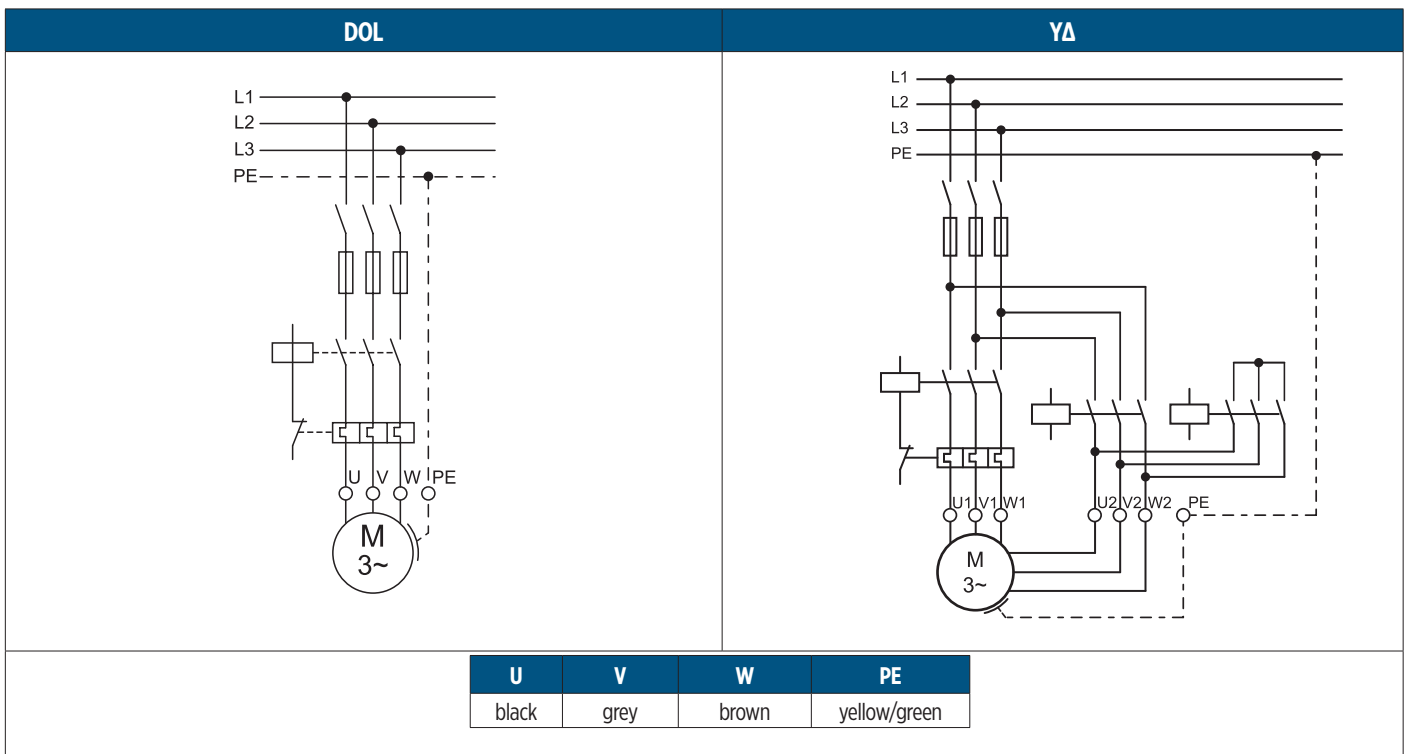 DOL
YΔ
L1
L2
L3
PE
U V W PE
M
3~
L1
L2
L3
PE
U1 V1 W1 U2 V2 W2 PE
M
3~
U V W PE
black grey brown yellow/green